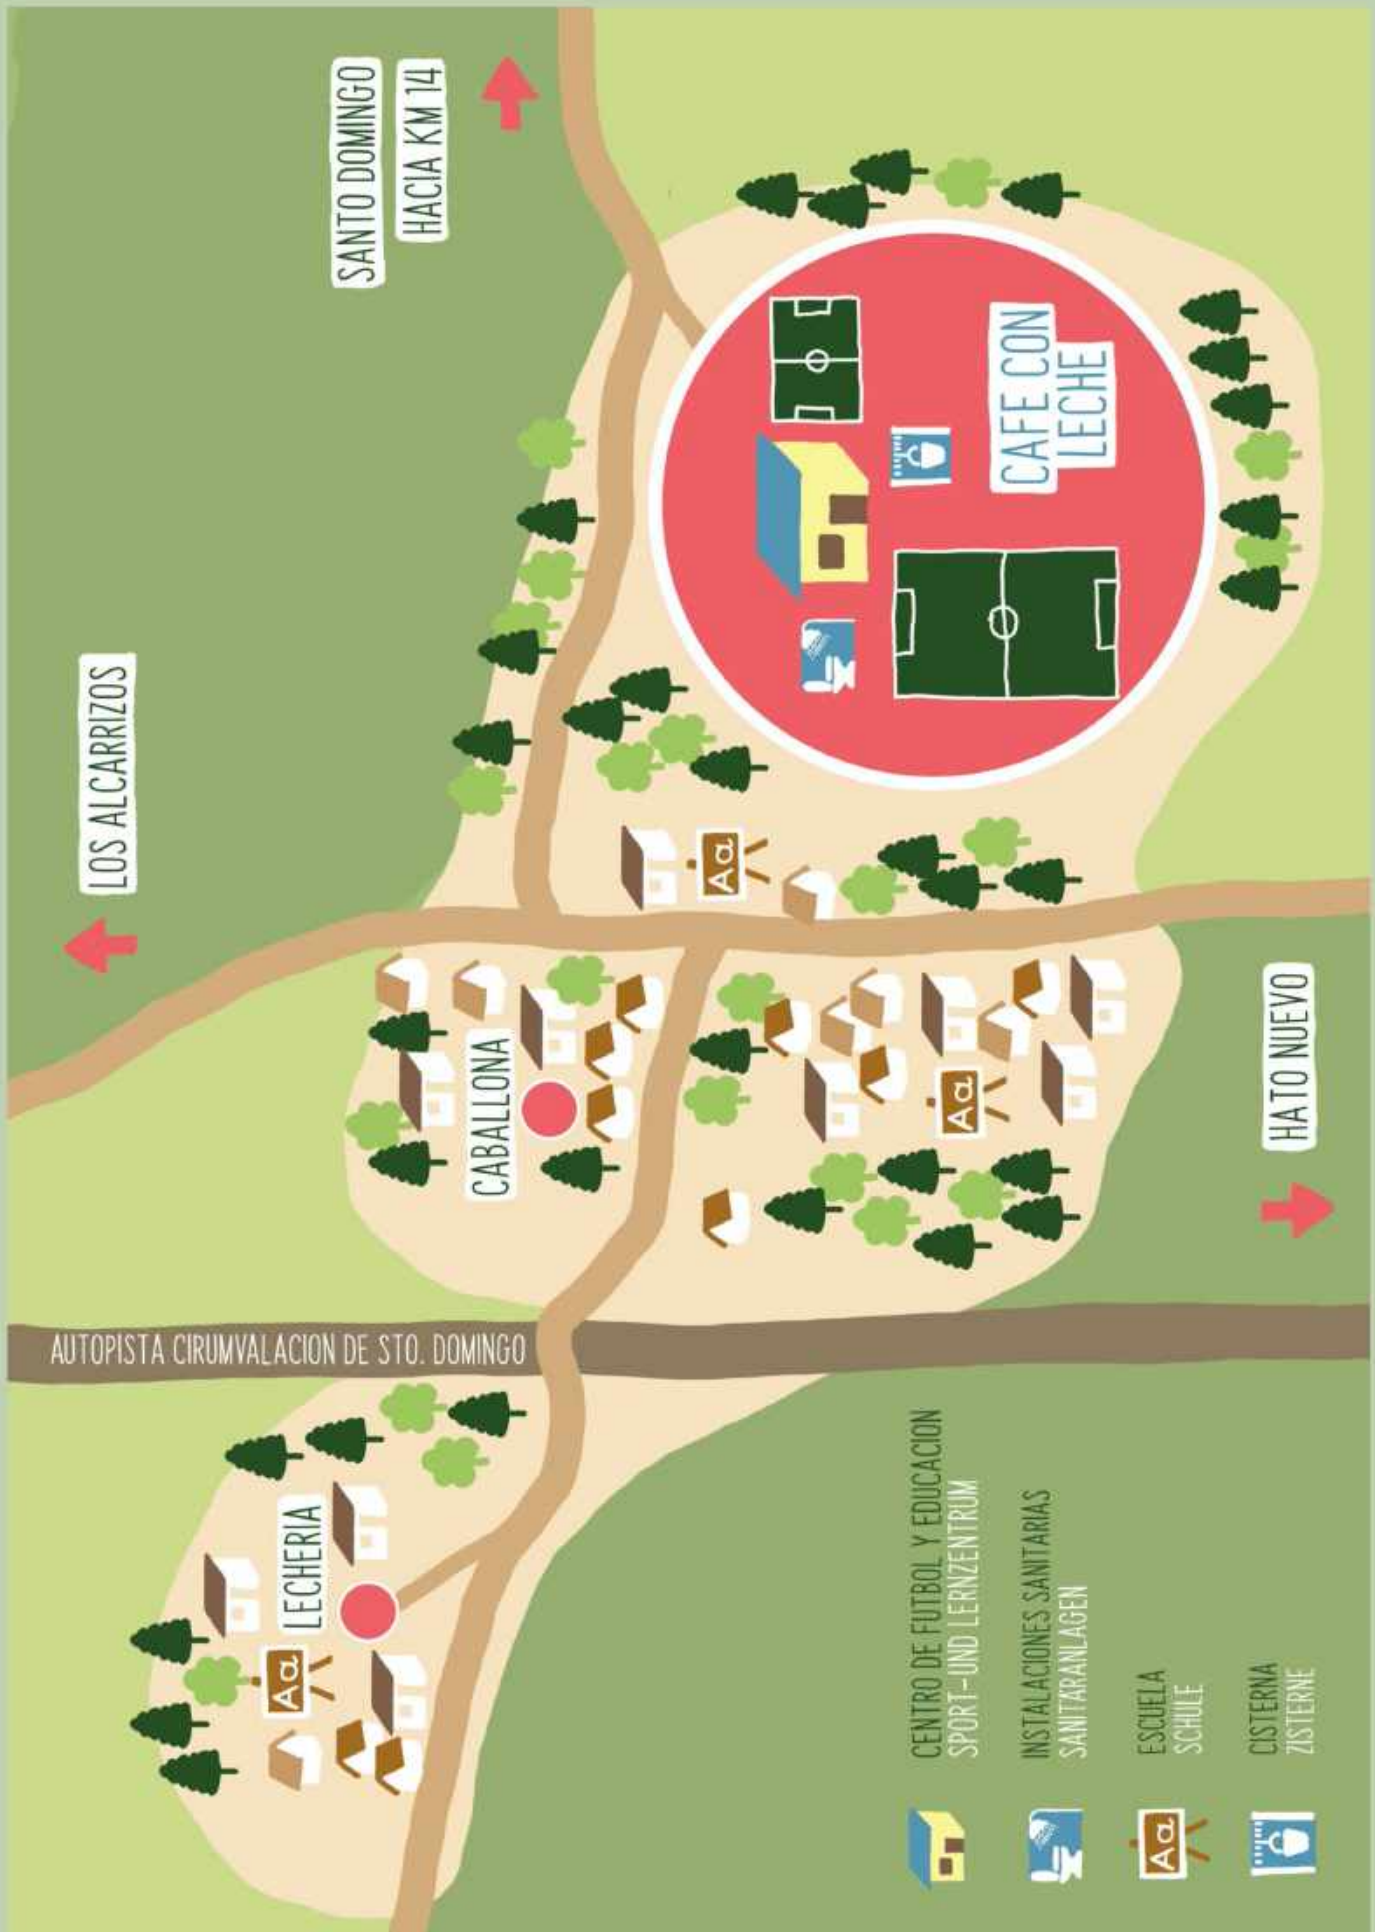 LOS ALCARRIZOS
SANTO DOMINGO
HACIA KM 14
AUTOPISTA CIRUMVALACION DE STO. DOMINGO
LECHERIA
Aa
CABALLONA
Aa
Aa
CAFE CON
LECHE
HATO NUEVO
CENTRO DE FUTBOL Y EDUCACION
SPORT-UND LERNZENTRUM
INSTALACIONES SANITARIAS
SANITÄRANLAGEN
Aa
ESCUELA
SCHULE
CISTERNA
ZISTERNE